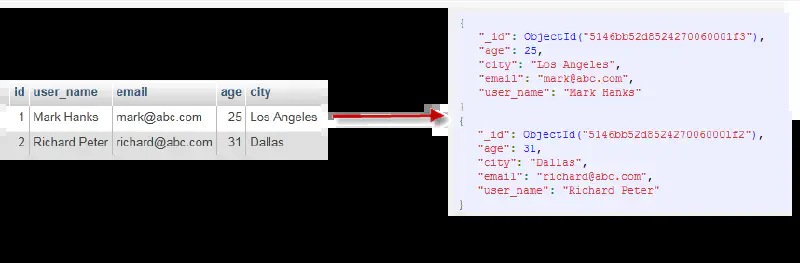 id user_name email age city
1 Mark Hanks mark@abc.com 25 Los Angeles
2 Richard Peter richard@abc.com 31 Dallas
{
"_id": ObjectId("5146bb52d8524270060001f3"),
"age": 25,
"city": "Los Angeles",
"email": "mark@abc.com",
"user_name": "Mark Hanks"
}
{
"_id": ObjectId("5146bb52d8524270060001f2"),
"age": 31,
"city": "Dallas",
"email": "richard@abc.com",
"user_name": "Richard Peter"
}